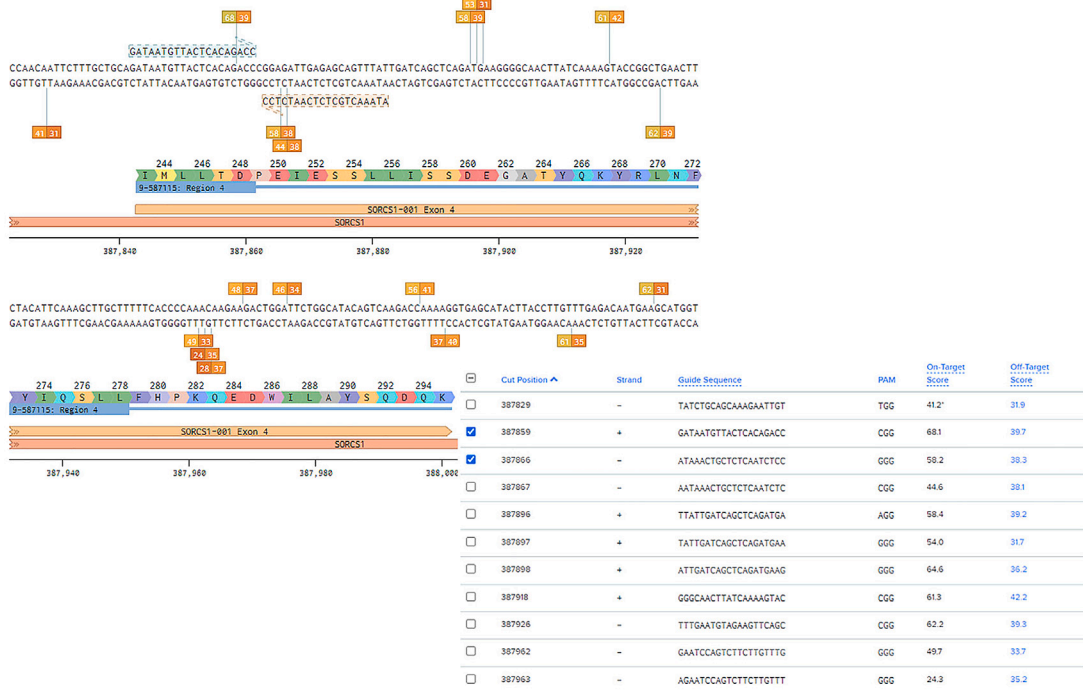 53 31
68 39 58 39 61 42
GATAATGTTACTCACAGACC
CCAACAATTCTTTGCTGCAGATAATGTTACTCACAGACCCGGAGATTGAGAGCAGTTTATTGATCAGCTCAGATGAAGGGGCAACTTATCAAAAGTACCGGCTGAACTT
GGTTGTTAAGAAACGACGTCTATTACAATGAGTGTCTGGGCCTCTAACTCTCGTCAAATAACTAGTCGAGTCTACTTCCCCGTTGAATAGTTTTCATGGCCGACTTGAA
CCTCTAACTCTCGTCAAATA
41 31 58 38 62 39
44 38
244 246 248 250 252 254 256 258 260 262 264 266 268 270 272
I M L L T D P E I E S S L L I S S D E G A T Y Q K Y R L N F
9-587115: Region 4
SORCS1-001 Exon 4
SORCS1
387,840 387,860 387,880 387,900 387,920
48 37 46 34 56 41 62 31
CTACATTCAAAGCTTGCTTTTTCACCCCAAACAAGAAGACTGGATTCTGGCATACAGTCAAGACCAAAAGGTGAGCATACTTACCTTGTTTGAGACAATGAAGCATGGT
GATGTAAGTTTCGAACGAAAAAGTGGGGTTTGTTCTTCTGACCTAAGACCGTATGTCAGTTCTGGTTTTCCACTCGTATGAATGGAACAAACTCTGTTACTTCGTACCA
49 33 37 40 61 35
24 35
28 37
274 276 278 280 282 284 286 288 290 292 294
Y I Q S L L F H P K Q E D W I L A Y S Q D Q K
9-587115: Region 4
SORCS1-001 Exon 4
SORCS1
387,940 387,960 387,980 388,000
Cut Position Strand Guide Sequence PAM On-Target Score Off-Target Score
387829 - TATCTGCAGCAAAGAATTGT TGG 41.2* 31.9
387859 + GATAATGTTACTCACAGACC CGG 68.1 39.7
387866 - ATAAACTGCTCTCAATCTCC GGG 58.2 38.3
387867 - AATAAACTGCTCTCAATCTC CGG 44.6 38.1
387896 + TTATTGATCAGCTCAGATGA AGG 58.4 39.2
387897 + TATTGATCAGCTCAGATGAA GGG 54.0 31.7
387898 + ATTGATCAGCTCAGATGAAG GGG 64.6 36.2
387918 + GGGCAACTTATCAAAAGTAC CGG 61.3 42.2
387926 - TTTGAATGTAGAAGTTCAGC CGG 62.2 39.3
387962 - GAATCCAGTCTTCTTGTTTG GGG 49.7 33.7
387963 - AGAATCCAGTCTTCTTGTTT GGG 24.3 35.2